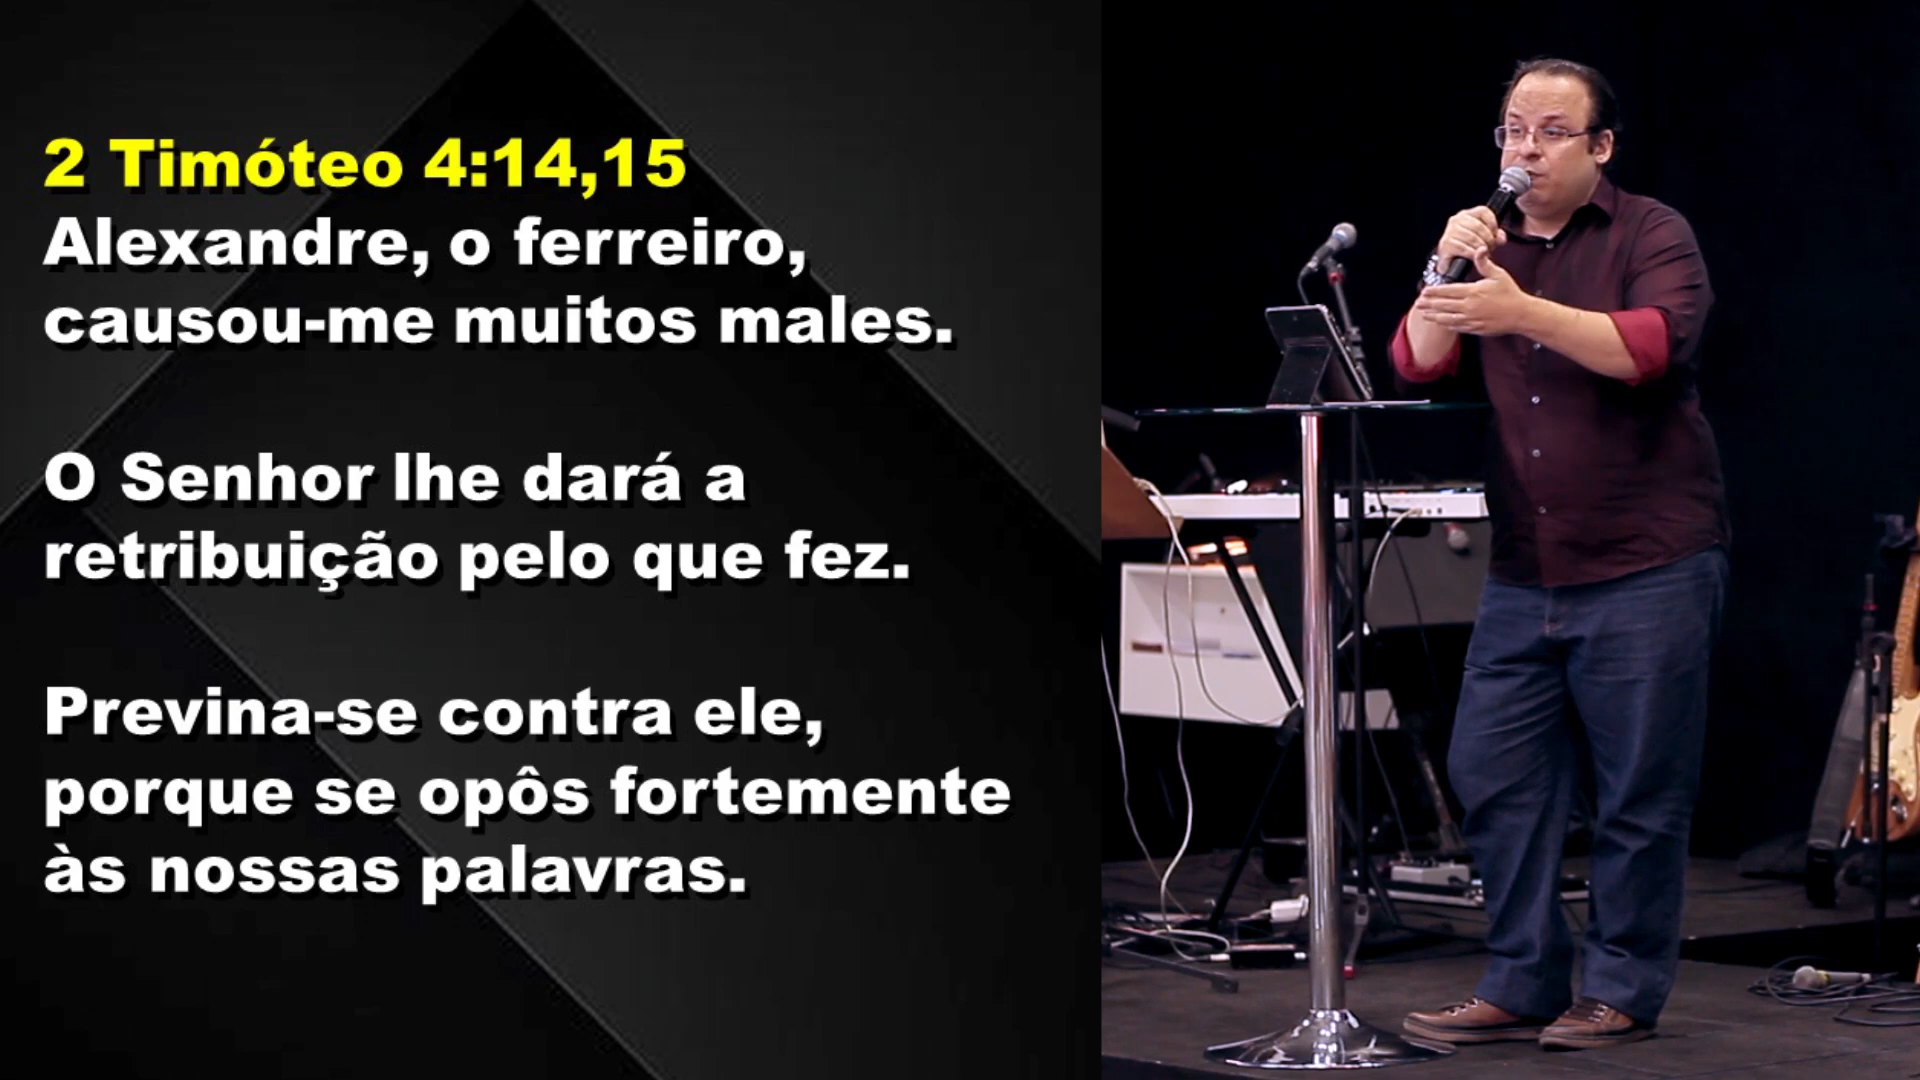 2 Timóteo 4:14,15
Alexandre, o ferreiro,
causou-me muitos males.
O Senhor lhe dará a
retribuição pelo que fez.
Previna-se contra ele,
porque se opôs fortemente
às nossas palavras.